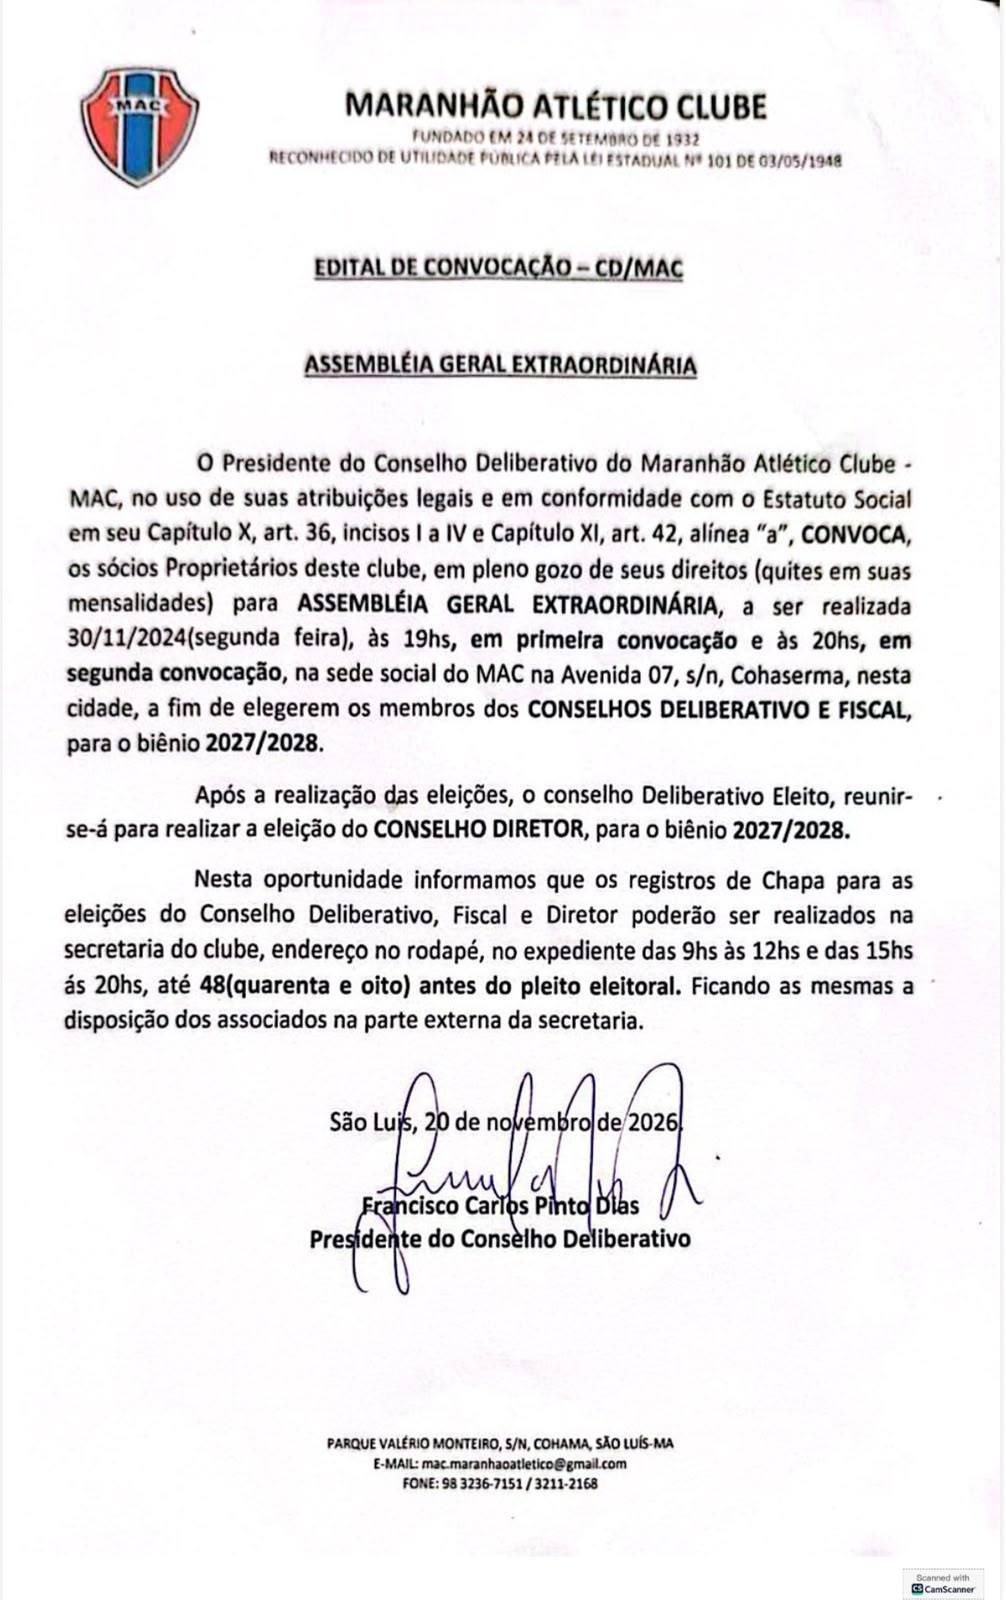 MAC
MARANHÃO ATLÉTICO CLUBE
FUNDADO EM 24 DE SETEMBRO DE 1932
RECONHECIDO DE UTILIDADE PÚBLICA PELA LEI ESTADUAL Nº 101 DE 03/05/1948
EDITAL DE CONVOCAÇÃO – CD/MAC
ASSEMBLÉIA GERAL EXTRAORDINÁRIA
O Presidente do Conselho Deliberativo do Maranhão Atlético Clube -
MAC, no uso de suas atribuições legais e em conformidade com o Estatuto Social
em seu Capítulo X, art. 36, incisos I a IV e Capítulo XI, art. 42, alínea “a”, CONVOCA,
os sócios Proprietários deste clube, em pleno gozo de seus direitos (quites em suas
mensalidades) para ASSEMBLÉIA GERAL EXTRAORDINÁRIA, a ser realizada
30/11/2024(segunda feira), às 19hs, em primeira convocação e às 20hs, em
segunda convocação, na sede social do MAC na Avenida 07, s/n, Cohaserma, nesta
cidade, a fim de elegerem os membros dos CONSELHOS DELIBERATIVO E FISCAL,
para o biênio 2027/2028.
Após a realização das eleições, o conselho Deliberativo Eleito, reunir-
se-á para realizar a eleição do CONSELHO DIRETOR, para o biênio 2027/2028.
Nesta oportunidade informamos que os registros de Chapa para as
eleições do Conselho Deliberativo, Fiscal e Diretor poderão ser realizados na
secretaria do clube, endereço no rodapé, no expediente das 9hs às 12hs e das 15hs
ás 20hs, até 48(quarenta e oito) antes do pleito eleitoral. Ficando as mesmas a
disposição dos associados na parte externa da secretaria.
São Luis, 20 de novembro de 2026.
Francisco Carlos Pinto Dias
Presidente do Conselho Deliberativo
PARQUE VALÉRIO MONTEIRO, S/N, COHAMA, SÃO LUÍS-MA
E-MAIL: mac.maranhaoatletico@gmail.com
FONE: 98 3236-7151 / 3211-2168
Scanned with
CS CamScanner